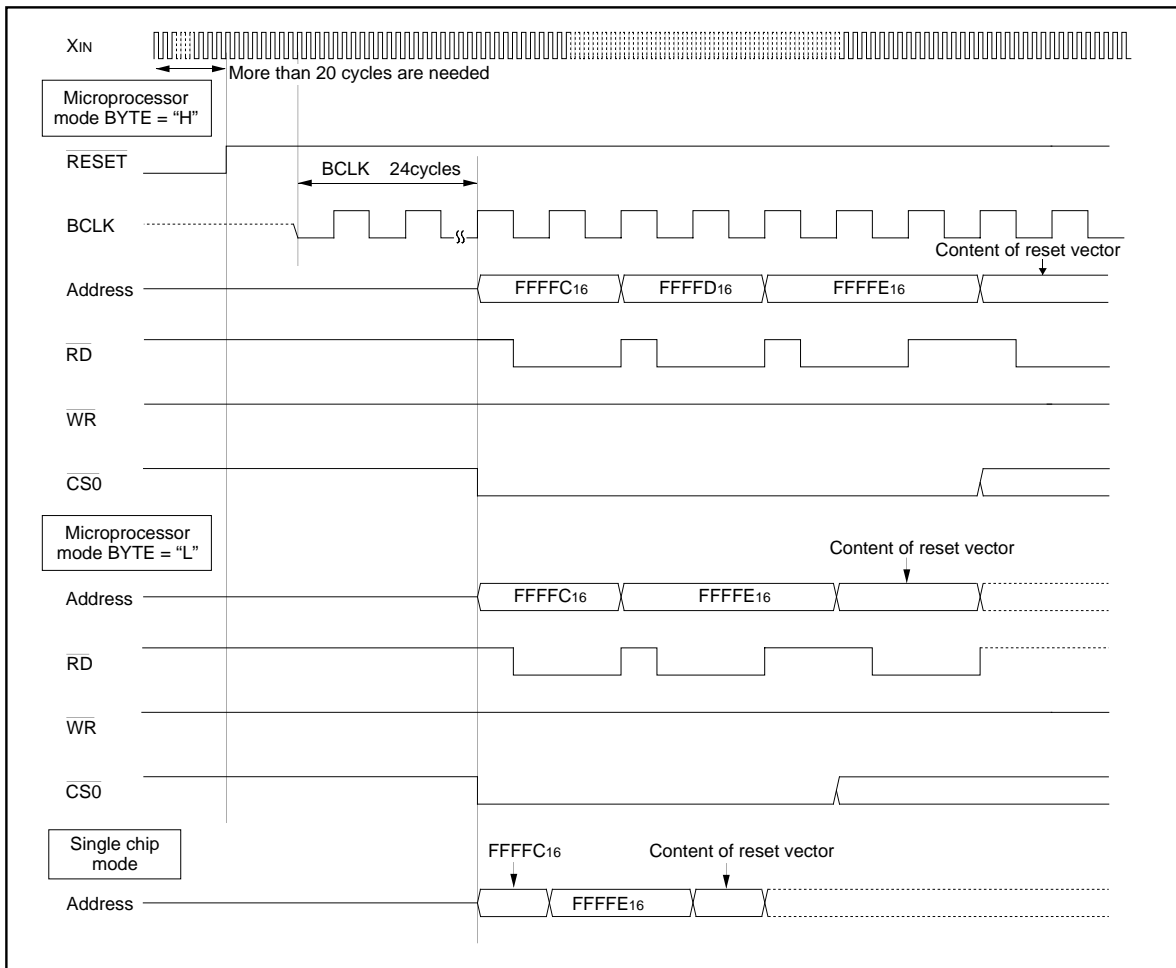 XIN
More than 20 cycles are needed
Microprocessor
mode BYTE = “H”
RESET
BCLK 24cycles
BCLK
Content of reset vector
Address
FFFFC16
FFFFD16
FFFFE16
RD
WR
CS0
Microprocessor
mode BYTE = “L”
Content of reset vector
Address
FFFFC16
FFFFE16
RD
WR
CS0
Single chip
mode
FFFFC16
Content of reset vector
Address
FFFFE16